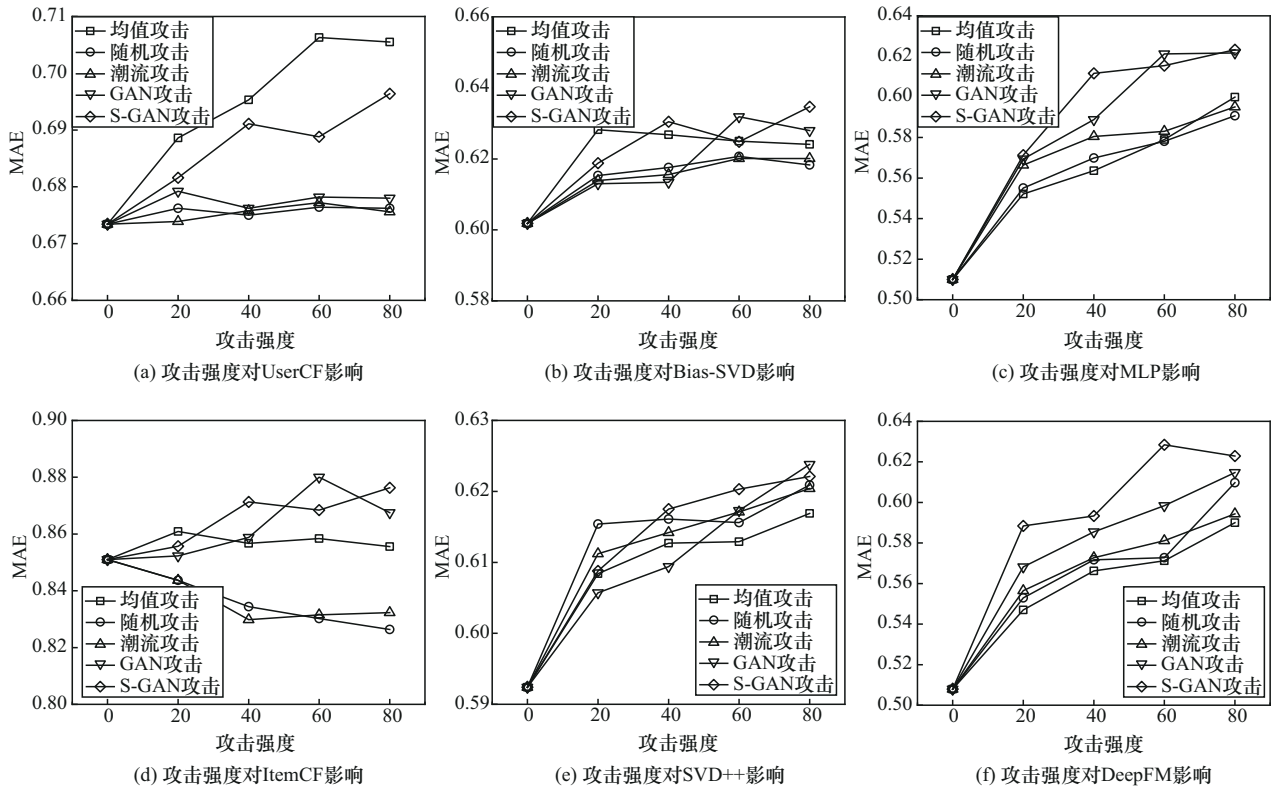 0.71
0.70
0.69
0.68
0.67
0.66
MAE
均值攻击
随机攻击
潮流攻击
GAN攻击
S-GAN攻击
0 20 40 60 80
攻击强度
(a) 攻击强度对UserCF影响
0.66
0.64
0.62
0.60
0.58
MAE
均值攻击
随机攻击
潮流攻击
GAN攻击
S-GAN攻击
0 20 40 60 80
攻击强度
(b) 攻击强度对Bias-SVD影响
0.64
0.62
0.60
0.58
0.56
0.54
0.52
0.50
MAE
均值攻击
随机攻击
潮流攻击
GAN攻击
S-GAN攻击
0 20 40 60 80
攻击强度
(c) 攻击强度对MLP影响
0.90
0.88
0.86
0.84
0.82
0.80
MAE
均值攻击
随机攻击
潮流攻击
GAN攻击
S-GAN攻击
0 20 40 60 80
攻击强度
(d) 攻击强度对ItemCF影响
0.63
0.62
0.61
0.60
0.59
MAE
均值攻击
随机攻击
潮流攻击
GAN攻击
S-GAN攻击
0 20 40 60 80
攻击强度
(e) 攻击强度对SVD++影响
0.64
0.62
0.60
0.58
0.56
0.54
0.52
0.50
MAE
均值攻击
随机攻击
潮流攻击
GAN攻击
S-GAN攻击
0 20 40 60 80
攻击强度
(f) 攻击强度对DeepFM影响